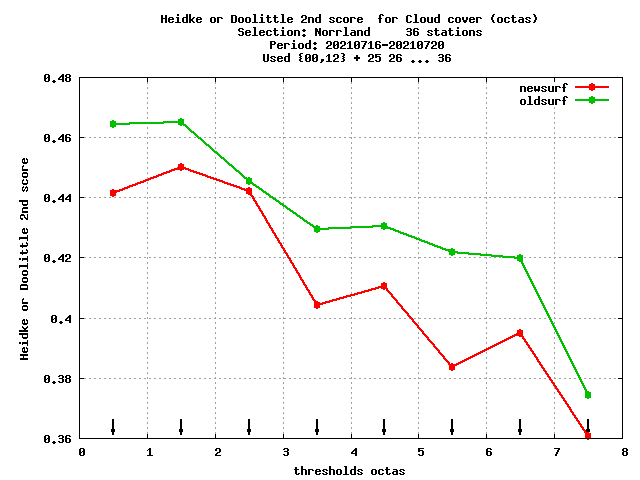 Heidke or Doolittle 2nd score  for Cloud cover (octas)
Selection: Norrland     36 stations
Period: 20210716-20210720
Used {00,12} + 25 26 ... 36
newsurf
oldsurf
0.48
0.46
0.44
0.42
0.4
0.38
0.36
Heidke or Doolittle 2nd score
0 1 2 3 4 5 6 7 8
thresholds octas